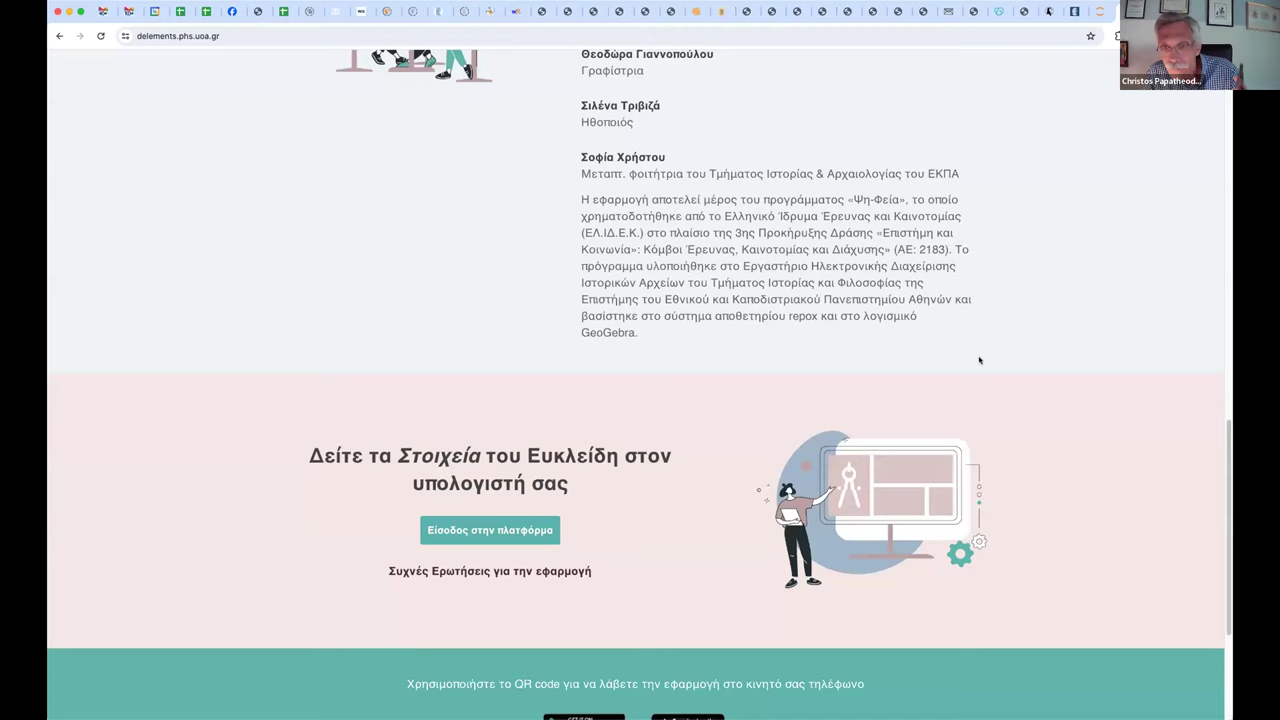 delements.phs.uoa.gr
Christos Papatheod...
Θεοδώρα Γιαννοπούλου
Γραφίστρια
Σιλένα Τριβιζά
Ηθοποιός
Σοφία Χρήστου
Μεταπτ. φοιτήτρια του Τμήματος Ιστορίας & Αρχαιολογίας του ΕΚΠΑ
Η εφαρμογή αποτελεί μέρος του προγράμματος «Ψη-Φεία», το οποίο
χρηματοδοτήθηκε από το Ελληνικό Ίδρυμα Έρευνας και Καινοτομίας
(ΕΛ.ΙΔ.Ε.Κ.) στο πλαίσιο της 3ης Προκήρυξης Δράσης «Επιστήμη και
Κοινωνία»: Κόμβοι Έρευνας, Καινοτομίας και Διάχυσης» (ΑΕ: 2183). Το
πρόγραμμα υλοποιήθηκε στο Εργαστήριο Ηλεκτρονικής Διαχείρισης
Ιστορικών Αρχείων του Τμήματος Ιστορίας και Φιλοσοφίας της
Επιστήμης του Εθνικού και Καποδιστριακού Πανεπιστημίου Αθηνών και
βασίστηκε στο σύστημα αποθετηρίου repox και στο λογισμικό
GeoGebra.
Δείτε τα Στοιχεία του Ευκλείδη στον
υπολογιστή σας
Είσοδος στην πλατφόρμα
Συχνές Ερωτήσεις για την εφαρμογή
Χρησιμοποιήστε το QR code για να λάβετε την εφαρμογή στο κινητό σας τηλέφωνο